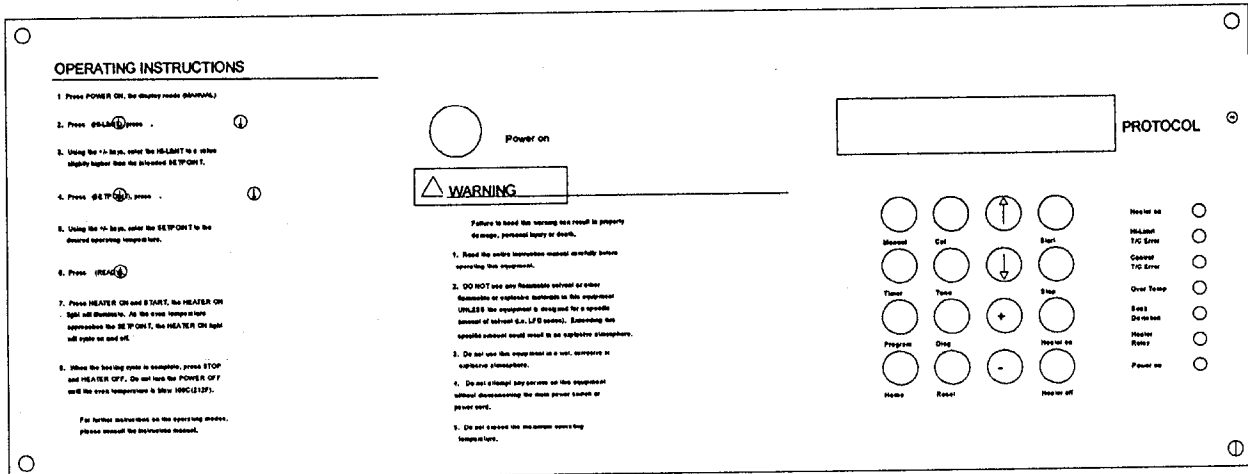 OPERATING INSTRUCTIONS
1 Press POWER ON, the display reads (MANUAL)
2. Press (HI-LIMIT), press .
3. Using the +/- keys, enter the HI-LIMIT to a value
slightly higher than the intended SETPOINT.
4. Press (SETPOINT), press .
5. Using the +/- keys, enter the SETPOINT to the
desired operating temperature.
6. Press (READ)
7. Press HEATER ON and START, the HEATER ON
light will illuminate. As the oven temperature
approaches the SETPOINT, the HEATER ON light
will cycle on and off.
8. When the heating cycle is complete, press STOP
and HEATER OFF. Do not turn the POWER OFF
until the oven temperature is blow 100C(212F).
For further instructions on the operating modes,
please consult the instruction manual.
Power on
WARNING
Failure to heed the warning can result in property
damage, personal injury or death.
1. Read the entire instruction manual carefully before
operating this equipment.
2. DO NOT use any flammable solvent or other
flammable or explosive materials in this equipment
UNLESS the equipment is designed for a specific
amount of solvent (i.e. LFD series). Exceeding this
specific amount could result in an explosive atmosphere.
3. Do not use this equipment in a wet, corrosive or
explosive atmosphere.
4. Do not attempt any service on this equipment
without disconnecting the main power switch or
power cord.
5. Do not exceed the maximum operating
temperature.
PROTOCOL
Manual Cal Start
Timer Tune Stop
+
Program Diag Heater on
-
Home Reset Heater off
Heater on
Hi-Limit
T/C Error
Control
T/C Error
Over Temp
Soak
Deviation
Heater
Relay
Power on